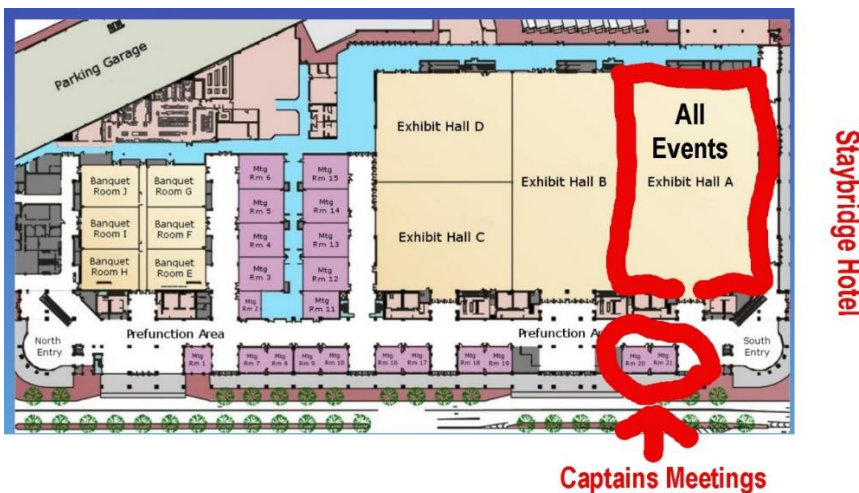 Parking Garage
Exhibit Hall D
Exhibit Hall C
Exhibit Hall B
All
Events
Exhibit Hall A
Staybridge Hotel
Banquet
Room J
Banquet
Room G
Banquet
Room I
Banquet
Room F
Banquet
Room H
Banquet
Room E
Mtg
Rm 6
Mtg
Rm 15
Mtg
Rm 5
Mtg
Rm 14
Mtg
Rm 4
Mtg
Rm 13
Mtg
Rm 3
Mtg
Rm 12
Mtg
Rm 2
Mtg
Rm 11
North
Entry
Prefunction Area
Prefunction
South
Entry
Mtg
Rm 1
Mtg
Rm 7
Mtg
Rm 8
Mtg
Rm 9
Mtg
Rm 10
Mtg
Rm 16
Mtg
Rm 17
Mtg
Rm 18
Mtg
Rm 19
Mtg
Rm 20
Mtg
Rm 21
Captains Meetings